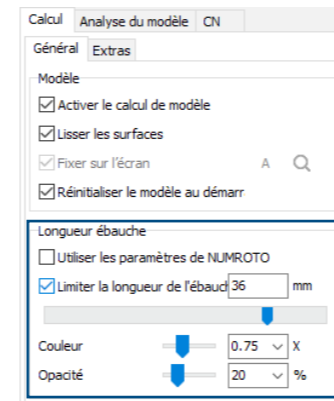 Calcul Analyse du modèle CN
Général Extras
Modèle
Activer le calcul de modèle
Lisser les surfaces
Fixer sur l'écran A
Réinitialiser le modèle au démarr
Longueur ébauche
Utiliser les paramètres de NUMROTO
Limiter la longueur de l'ébauch 36 mm
Couleur 0.75 X
Opacité 20 %